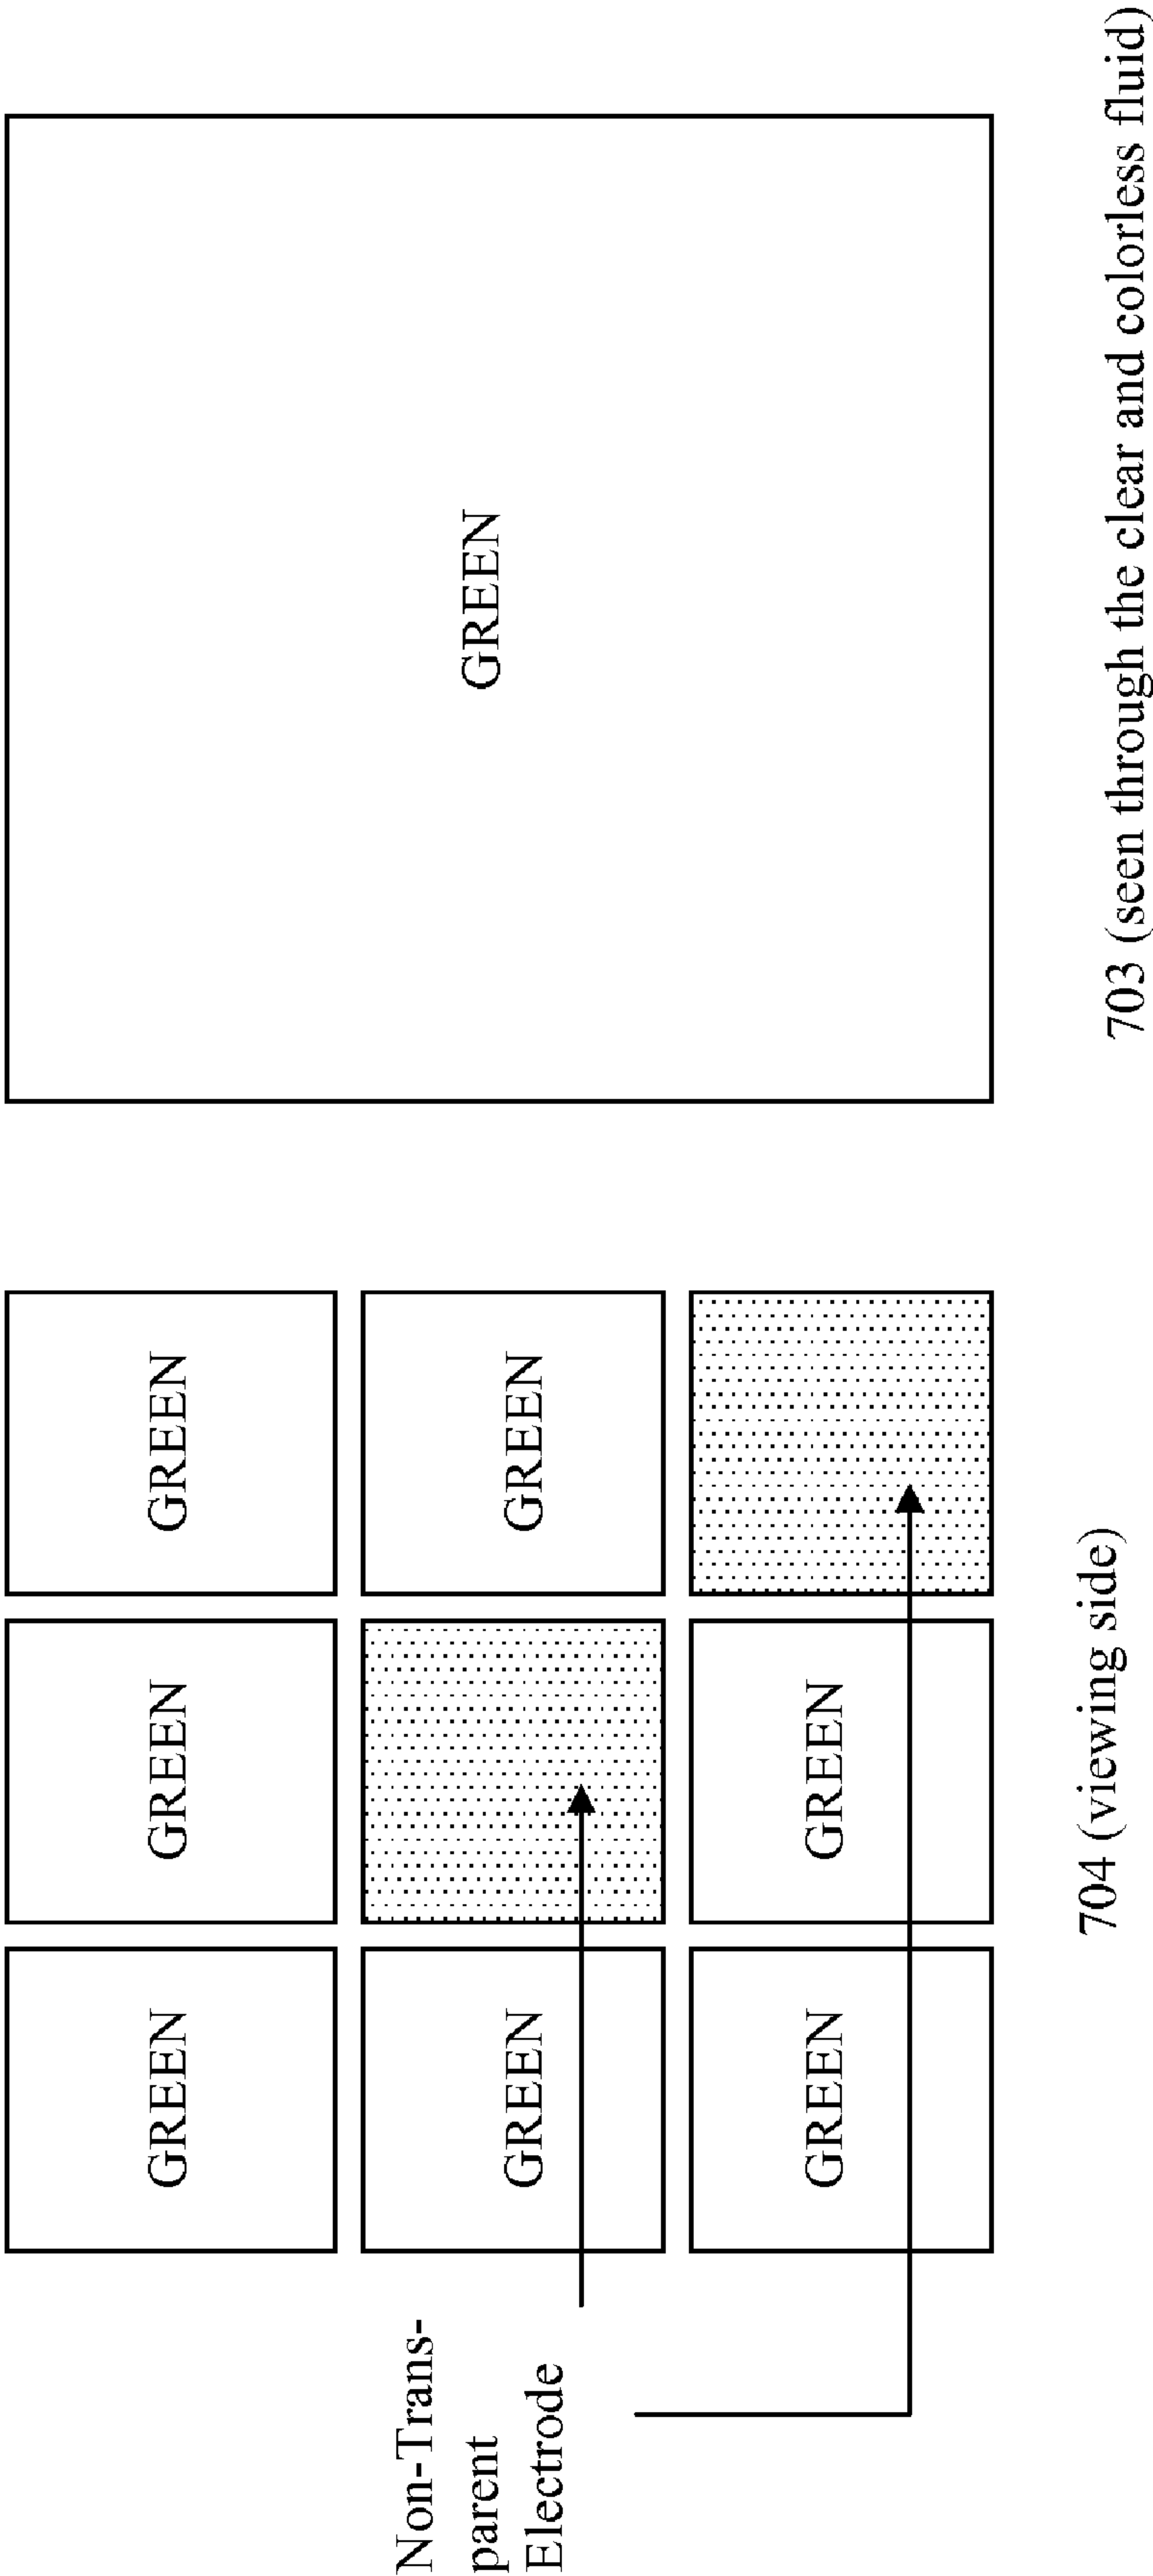 GREEN
GREEN
GREEN
Non-Trans-
parent
Electrode
GREEN
GREEN
GREEN
GREEN
704 (viewing side)
GREEN
703 (seen through the clear and colorless fluid)